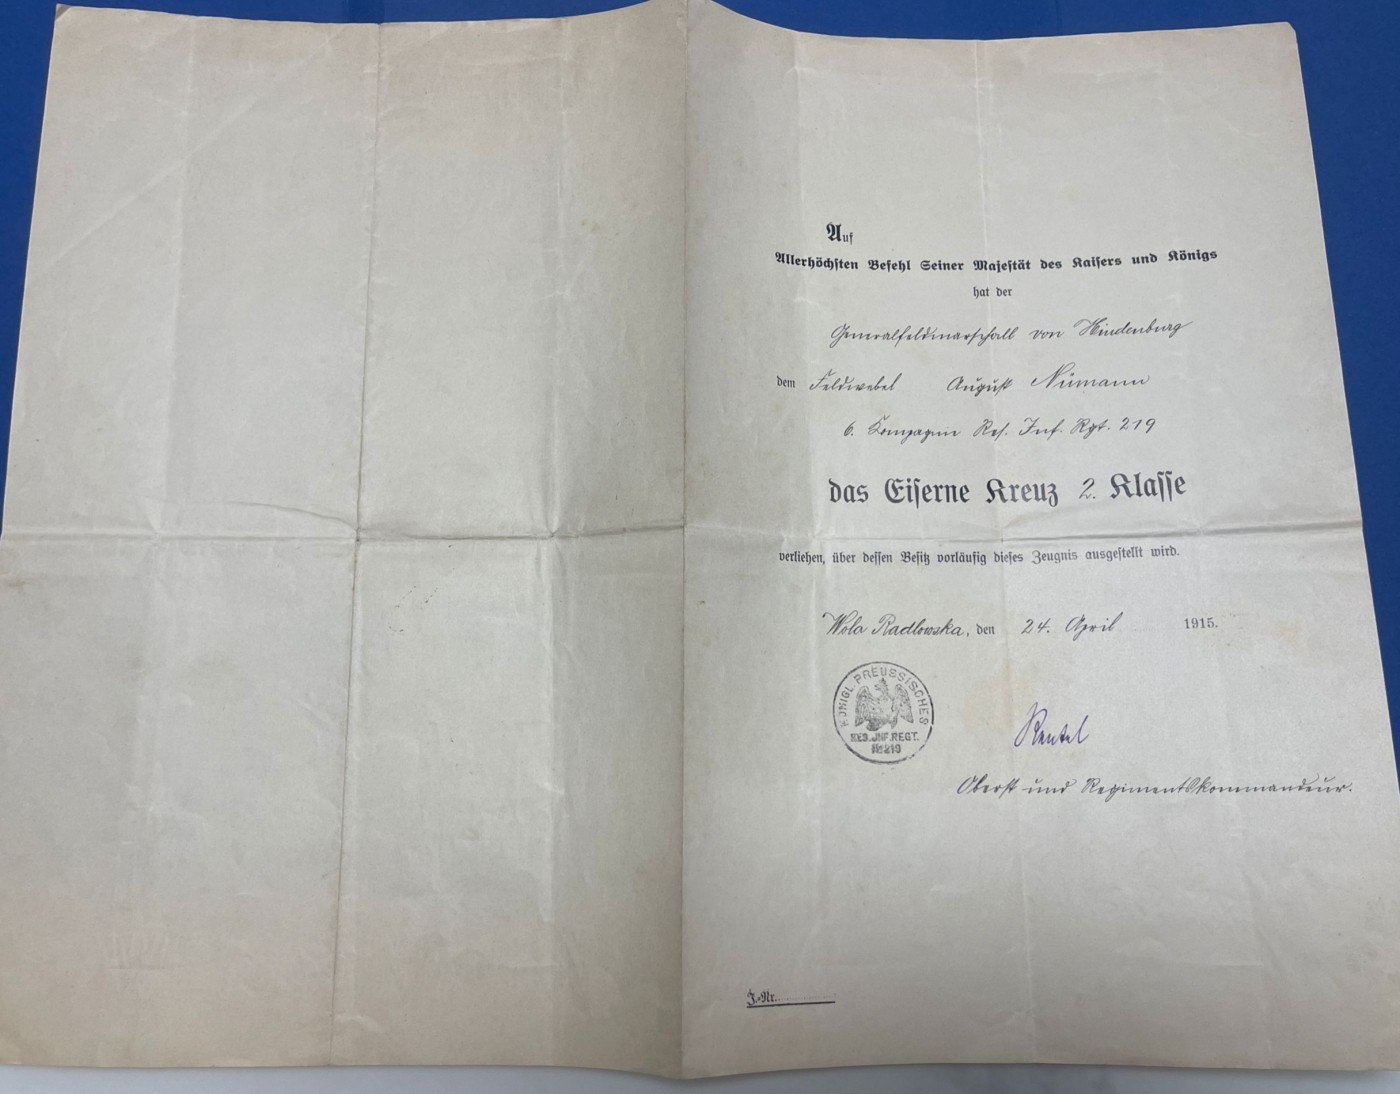 Auf
Allerhöchsten Befehl Seiner Majestät des Kaisers und Königs
hat der
Generalfeldmarschall von Hindenburg
dem Feldwebel August Numann
6. Kompagnie Res. Inf. Rgt. 219
das Eiserne Kreuz 2. Klasse
verliehen, über dessen Besitz vorläufig dieses Zeugnis ausgestellt wird.
Wola Radlowska, den 24. April 1915.
KÖNIGL PREUSSISCHES
RES. INF. REGT.
No 219
Oberst und Regimentskommandeur.
J.-Nr.